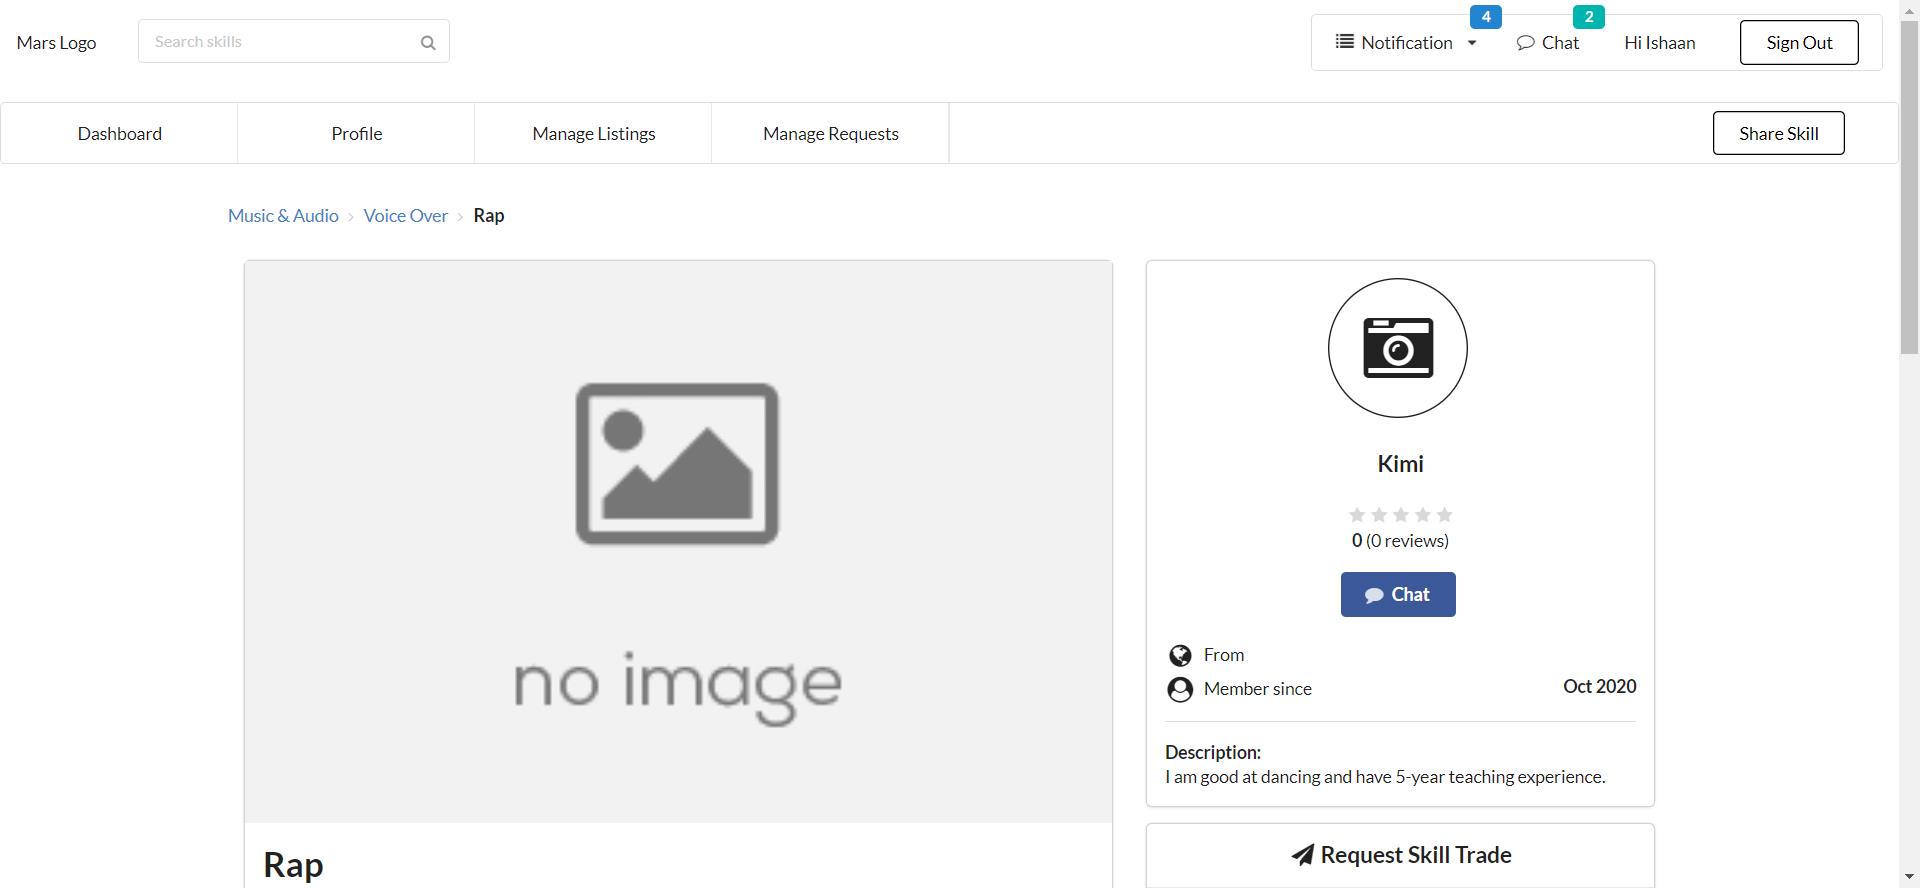 Mars Logo
Search skills
4
2
Notification
Chat
Hi Ishaan
Sign Out
Dashboard
Profile
Manage Listings
Manage Requests
Share Skill
Music & Audio
Voice Over
Rap
no image
Kimi
0 (0 reviews)
Chat
From
Member since
Oct 2020
Description:
I am good at dancing and have 5-year teaching experience.
Rap
Request Skill Trade